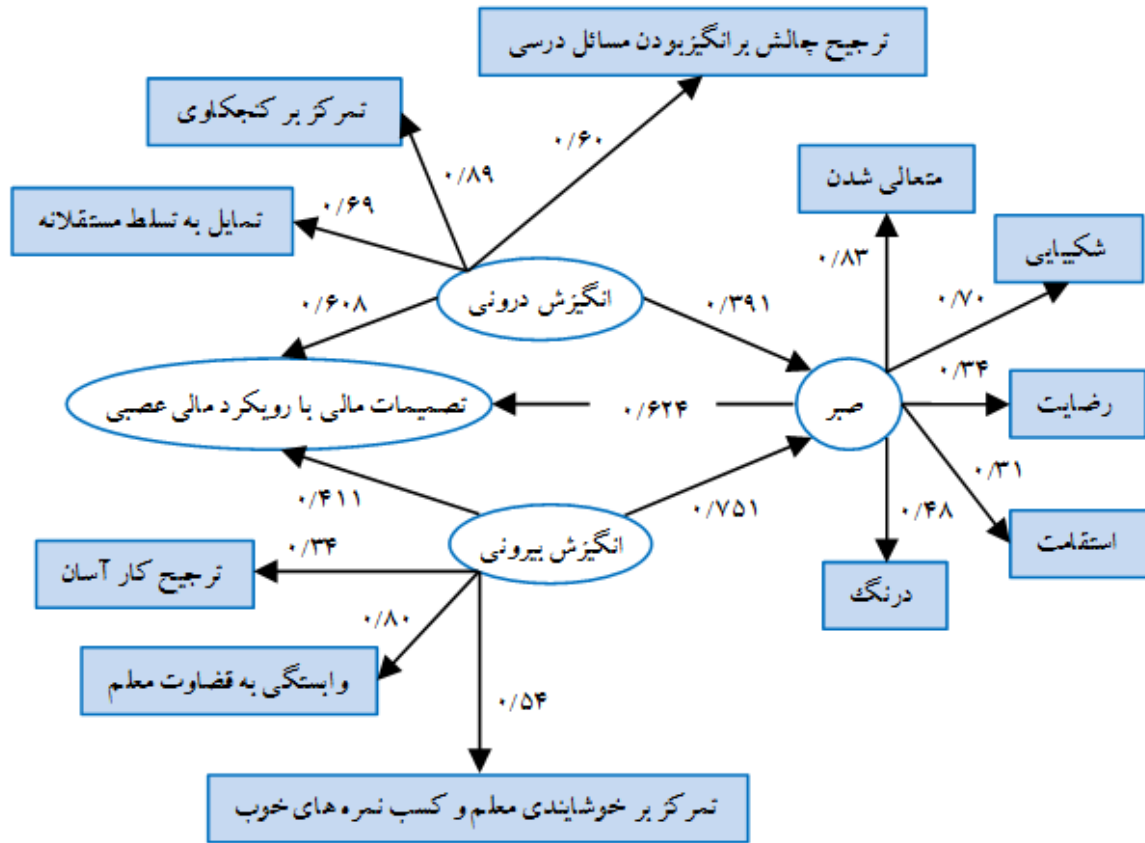 ترجیح چالش برانگیزبودن مسائل درسی
تمرکز بر کنجکاوی
۰/۶۰
۰/۸۹
متعالی شدن
تمایل به تسلط مستقلانه
۰/۶۹
شکیبایی
۰/۸۳
۰/۷۰
انگیزش درونی
۰/۶۰۸
۰/۳۹۱
۰/۳۴
رضایت
صبر
۰/۶۲۴
تصمیمات مالی با رویکرد مالی عصبی
۰/۳۱
۰/۴۱۱
۰/۷۵۱
۰/۴۸
استقامت
انگیزش بیرونی
۰/۳۴
ترجیح کار آسان
درنگ
۰/۸۰
وابستگی به قضاوت معلم
۰/۵۴
تمرکز بر خوشایندی معلم و کسب نمره های خوب